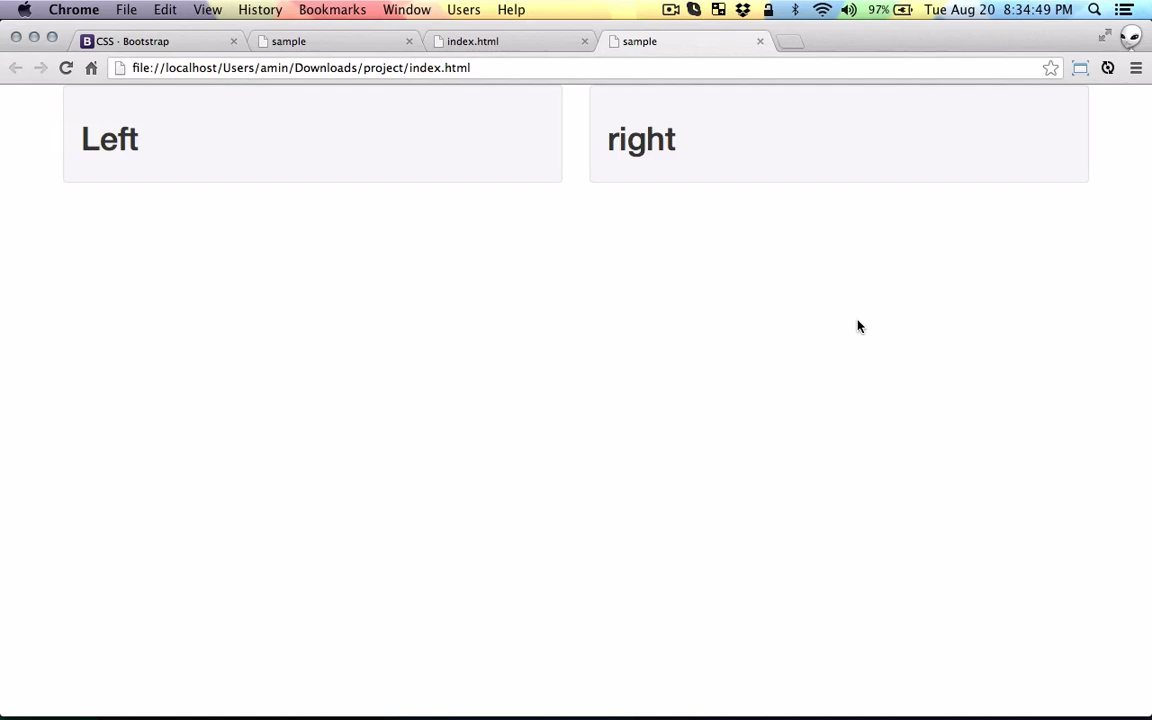 Chrome File Edit View History Bookmarks Window Users Help 97% Tue Aug 20 8:34:49 PM
B CSS · Bootstrap sample index.html sample
file://localhost/Users/amin/Downloads/project/index.html
Left right